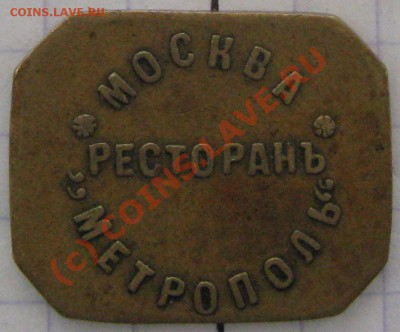 COINS.LAVE.RU
МОСКВА
РЕСТОРАНЪ
„МЕТРОПОЛЬ“
(c) COINS.LAVE.RU